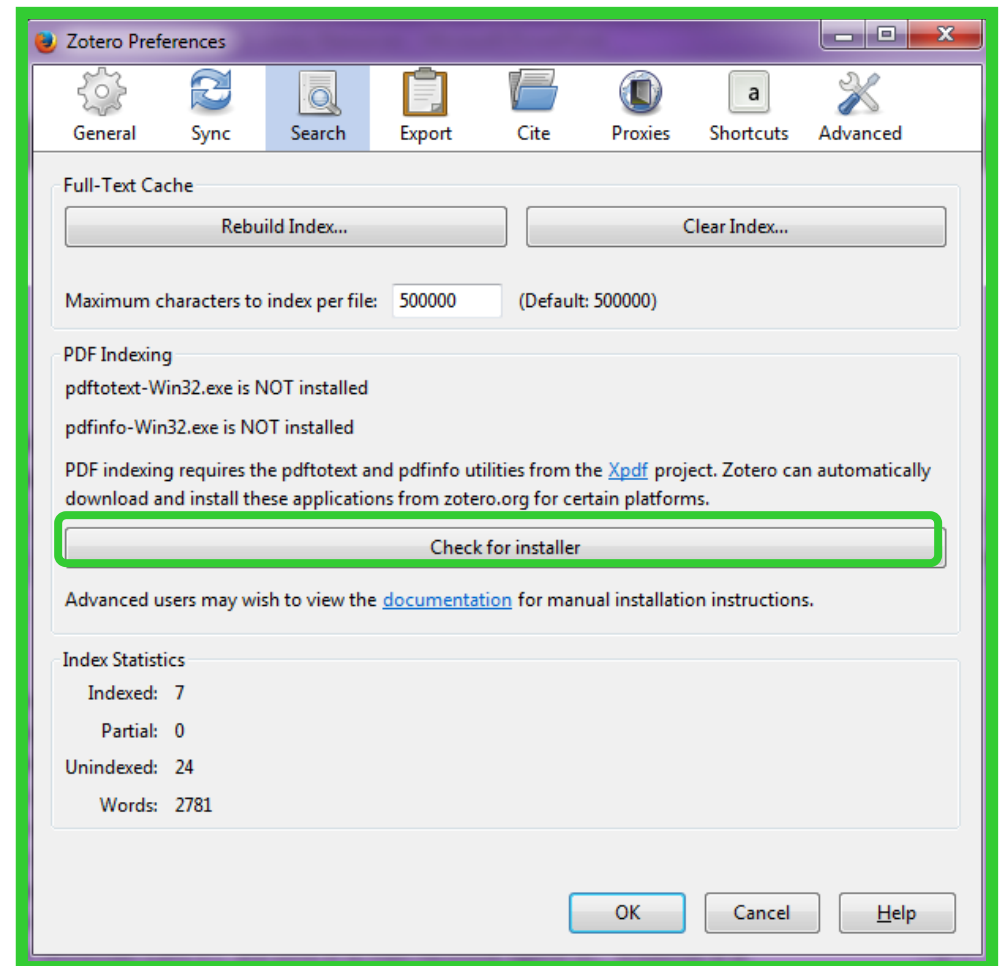 Zotero Preferences
General Sync Search Export Cite Proxies a Shortcuts Advanced
Full-Text Cache
Rebuild Index... Clear Index...
Maximum characters to index per file: 500000 (Default: 500000)
PDF Indexing
pdftotext-Win32.exe is NOT installed
pdfinfo-Win32.exe is NOT installed
PDF indexing requires the pdftotext and pdfinfo utilities from the Xpdf project. Zotero can automatically
download and install these applications from zotero.org for certain platforms.
Check for installer
Advanced users may wish to view the documentation for manual installation instructions.
Index Statistics
Indexed: 7
Partial: 0
Unindexed: 24
Words: 2781
OK Cancel Help